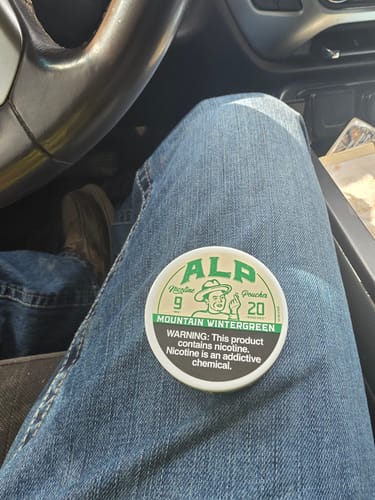 ALP
Nicotine Pouches
9 20
MOUNTAIN WINTERGREEN
WARNING: This product
contains nicotine.
Nicotine is an addictive
chemical.